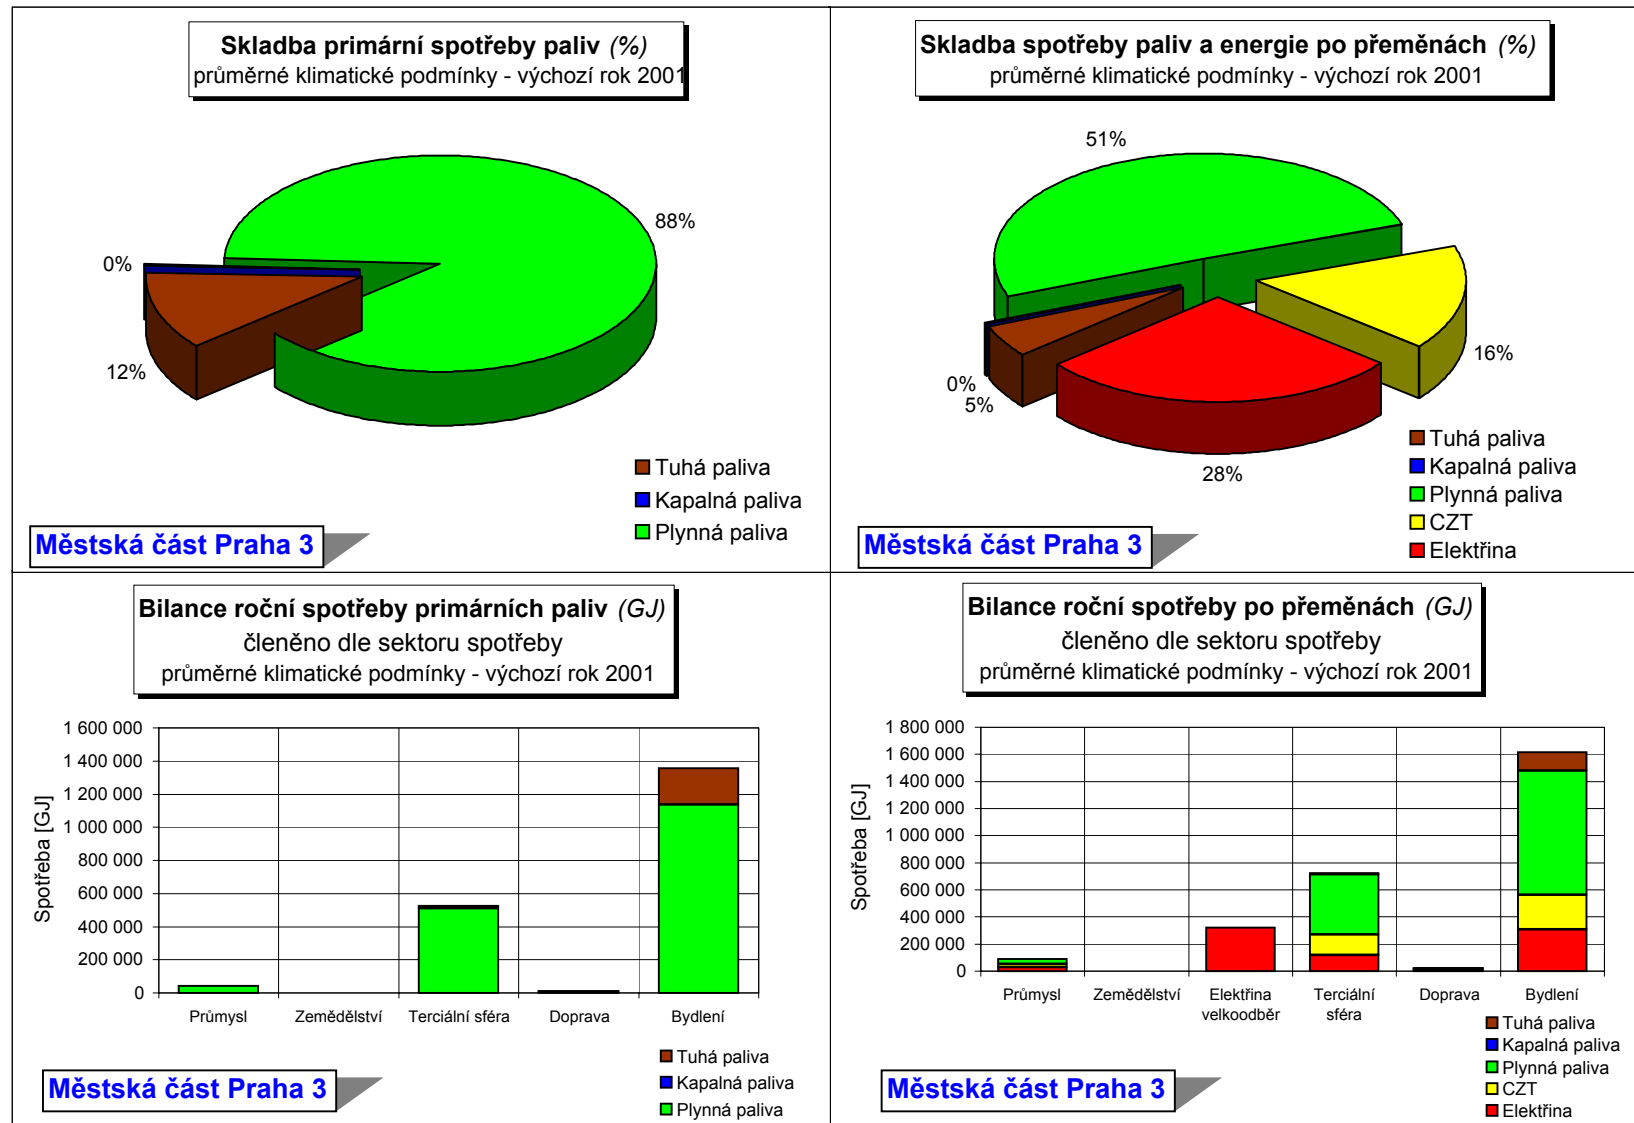 Skladba primární spotřeby paliv (%)
průměrné klimatické podmínky - výchozí rok 2001
88%
0%
12%
Tuhá paliva
Kapalná paliva
Plynná paliva
Městská část Praha 3
Skladba spotřeby paliv a energie po přeměnách (%)
průměrné klimatické podmínky - výchozí rok 2001
51%
16%
0%
5%
28%
Tuhá paliva
Kapalná paliva
Plynná paliva
CZT
Elektřina
Městská část Praha 3
Bilance roční spotřeby primárních paliv (GJ)
členěno dle sektoru spotřeby
průměrné klimatické podmínky - výchozí rok 2001
Spotřeba [GJ]
1 600 000
1 400 000
1 200 000
1 000 000
800 000
600 000
400 000
200 000
0
Průmysl Zemědělství Terciální sféra Doprava Bydlení
Tuhá paliva
Kapalná paliva
Plynná paliva
Městská část Praha 3
Bilance roční spotřeby po přeměnách (GJ)
členěno dle sektoru spotřeby
průměrné klimatické podmínky - výchozí rok 2001
Spotřeba [GJ]
1 800 000
1 600 000
1 400 000
1 200 000
1 000 000
800 000
600 000
400 000
200 000
0
Průmysl Zemědělství Elektřina Terciální Doprava Bydlení
velkoodběr sféra
Tuhá paliva
Kapalná paliva
Plynná paliva
CZT
Elektřina
Městská část Praha 3